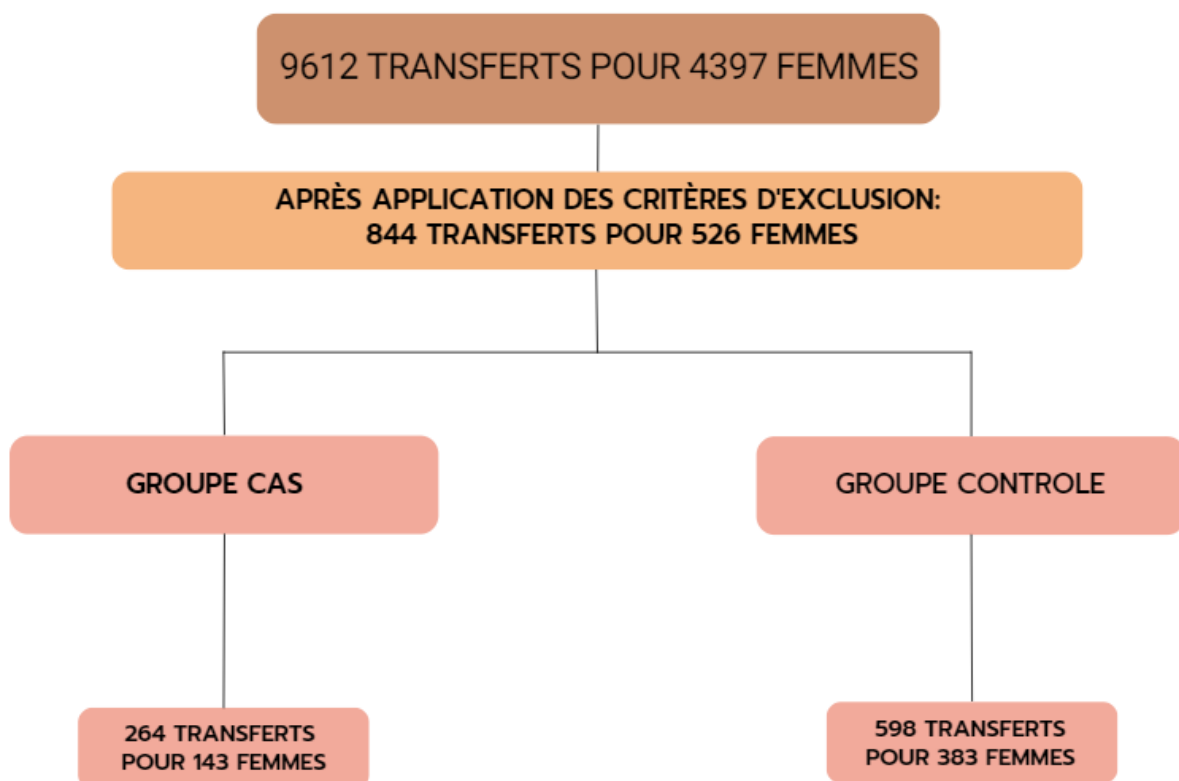 9612 TRANSFERTS POUR 4397 FEMMES
APRÈS APPLICATION DES CRITÈRES D'EXCLUSION:
844 TRANSFERTS POUR 526 FEMMES
GROUPE CAS
GROUPE CONTROLE
264 TRANSFERTS
POUR 143 FEMMES
598 TRANSFERTS
POUR 383 FEMMES